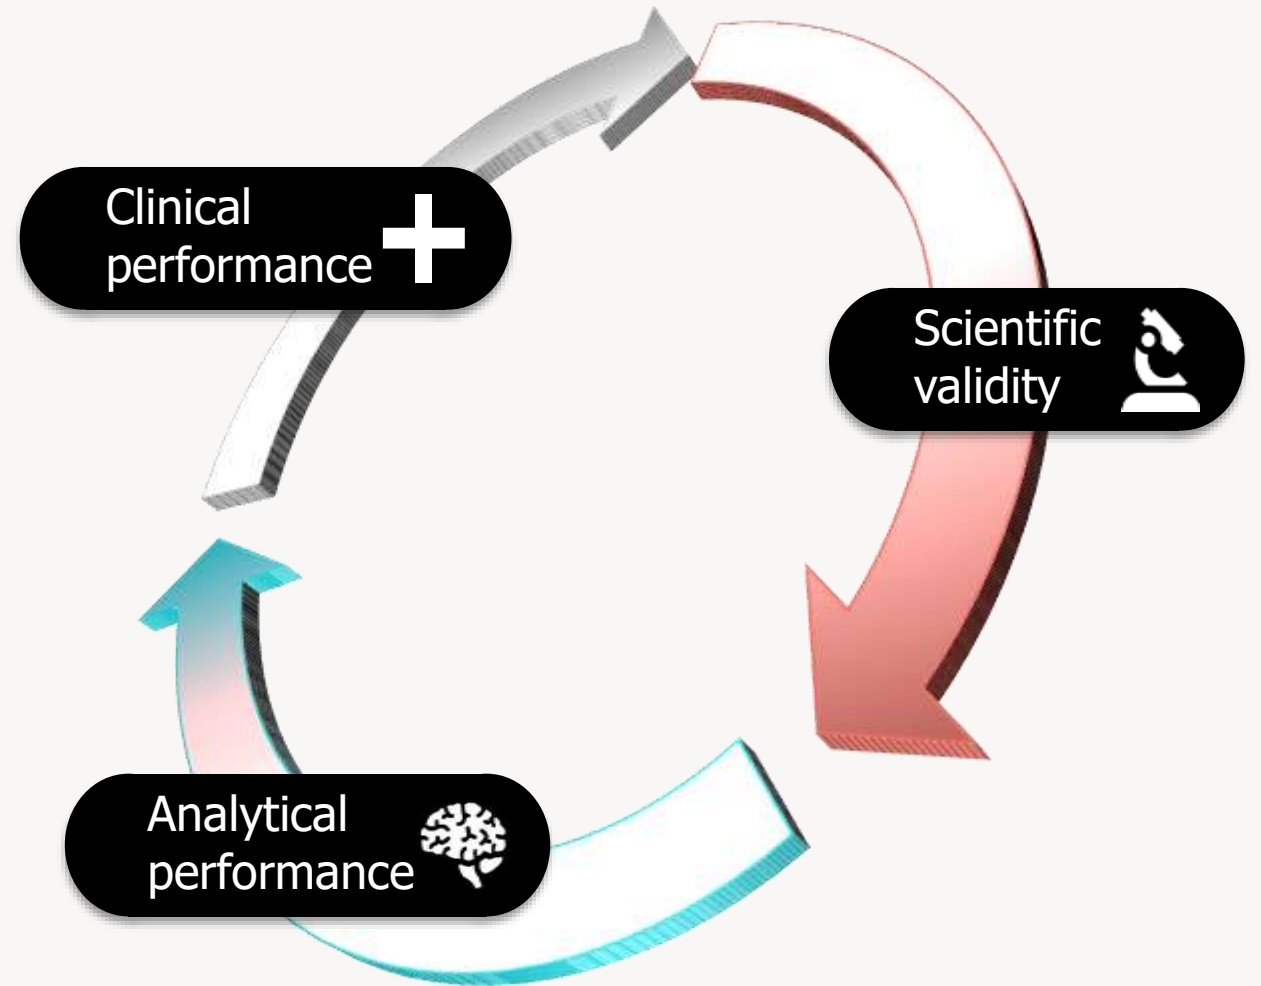 Clinical
performance
Scientific
validity
Analytical
performance